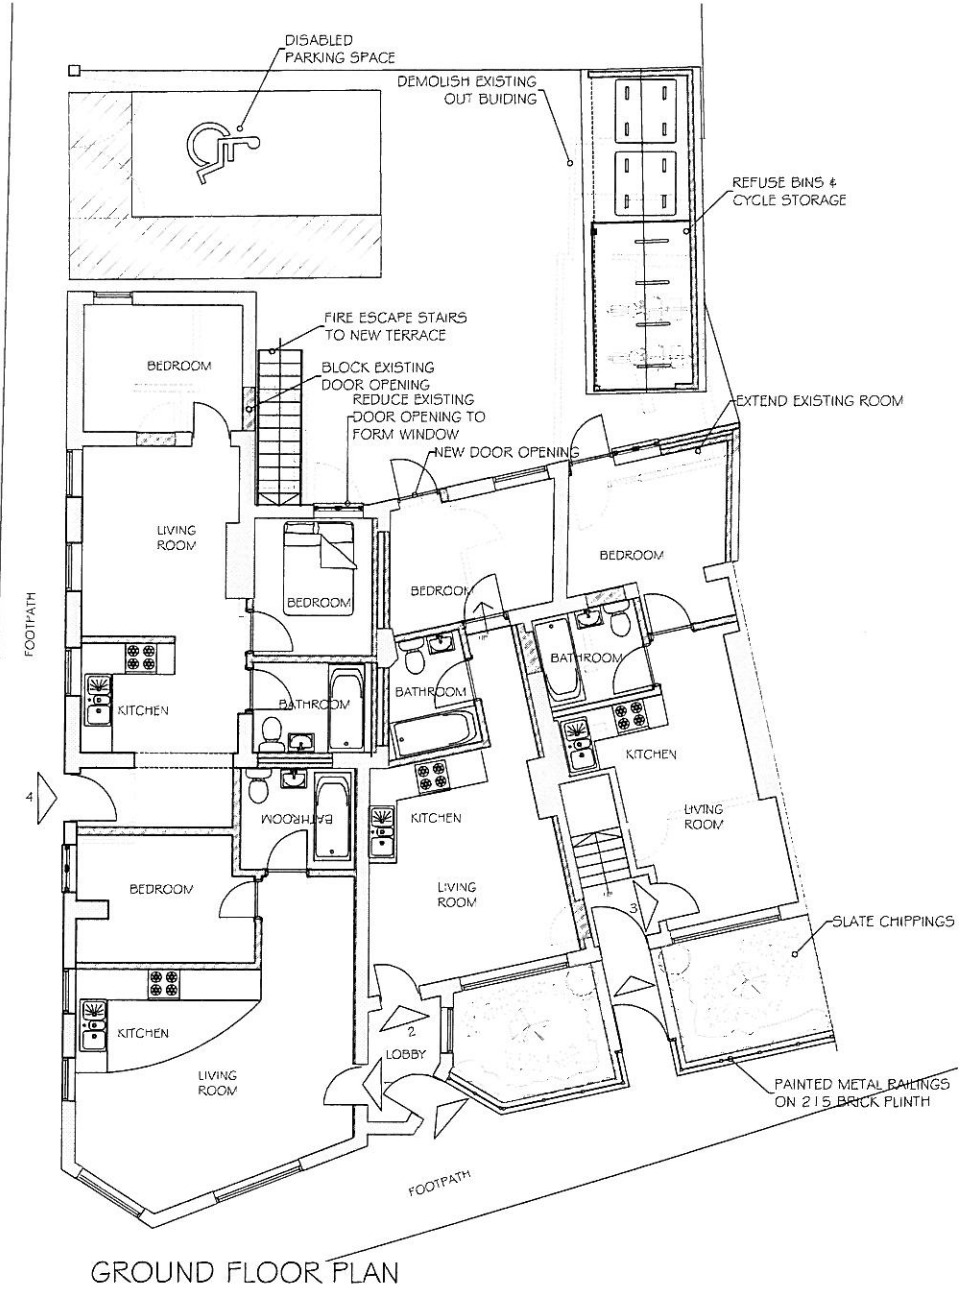 DISABLED
PARKING SPACE
DEMOLISH EXISTING
OUT BUIDING
REFUSE BINS &
CYCLE STORAGE
FIRE ESCAPE STAIRS
TO NEW TERRACE
BEDROOM
BLOCK EXISTING
DOOR OPENING
REDUCE EXISTING
DOOR OPENING TO
FORM WINDOW
EXTEND EXISTING ROOM
NEW DOOR OPENING
LIVING
ROOM
BEDROOM
BEDROOM
BEDROOM
FOOTPATH
BATHROOM
BATHROOM
BATHROOM
KITCHEN
KITCHEN
4
BATHROOM
KITCHEN
LIVING
ROOM
BEDROOM
LIVING
ROOM
3
SLATE CHIPPINGS
KITCHEN
2
LOBBY
LIVING
ROOM
PAINTED METAL RAILINGS
ON 215 BRICK PLINTH
FOOTPATH
GROUND FLOOR PLAN